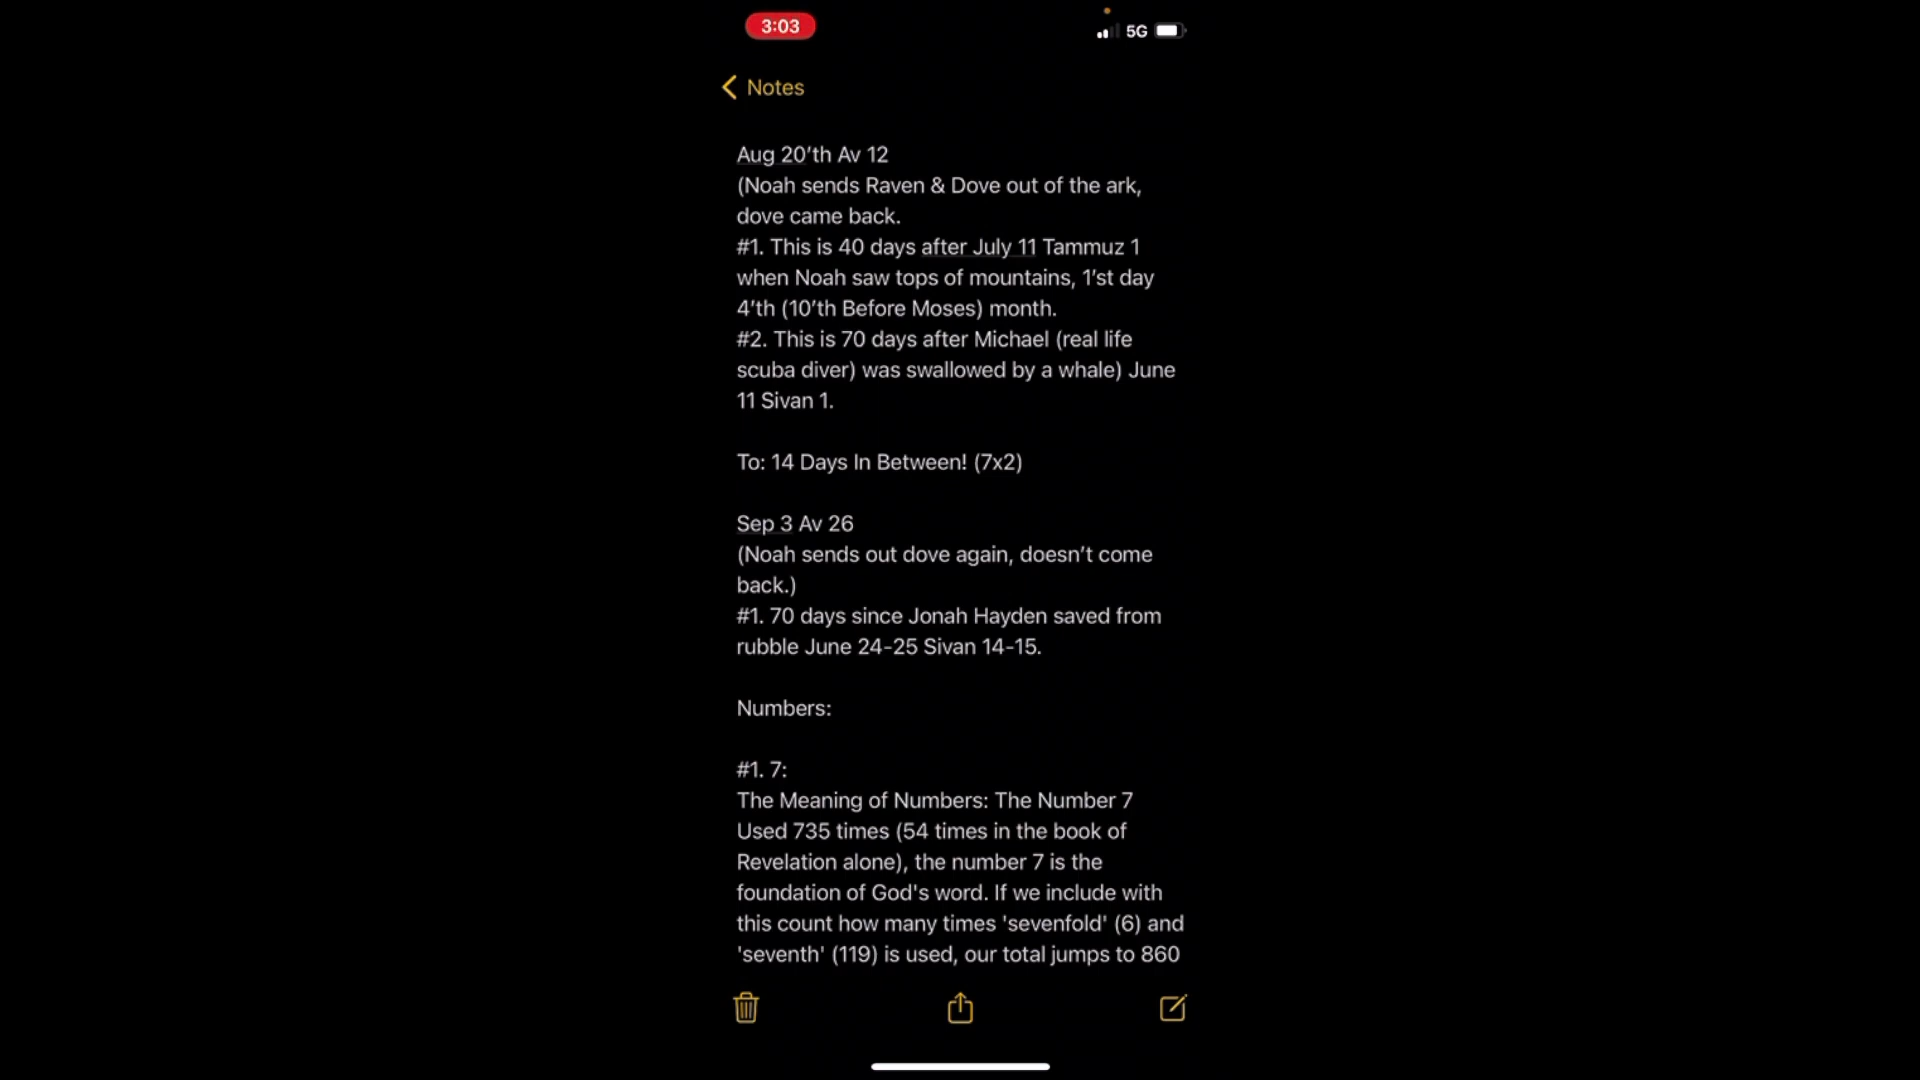 3:03
5G
Notes
Aug 20'th Av 12
(Noah sends Raven & Dove out of the ark,
dove came back.
#1. This is 40 days after July 11 Tammuz 1
when Noah saw tops of mountains, 1'st day
4'th (10'th Before Moses) month.
#2. This is 70 days after Michael (real life
scuba diver) was swallowed by a whale) June
11 Sivan 1.
To: 14 Days In Between! (7x2)
Sep 3 Av 26
(Noah sends out dove again, doesn't come
back.)
#1. 70 days since Jonah Hayden saved from
rubble June 24-25 Sivan 14-15.
Numbers:
#1. 7:
The Meaning of Numbers: The Number 7
Used 735 times (54 times in the book of
Revelation alone), the number 7 is the
foundation of God's word. If we include with
this count how many times 'sevenfold' (6) and
'seventh' (119) is used, our total jumps to 860